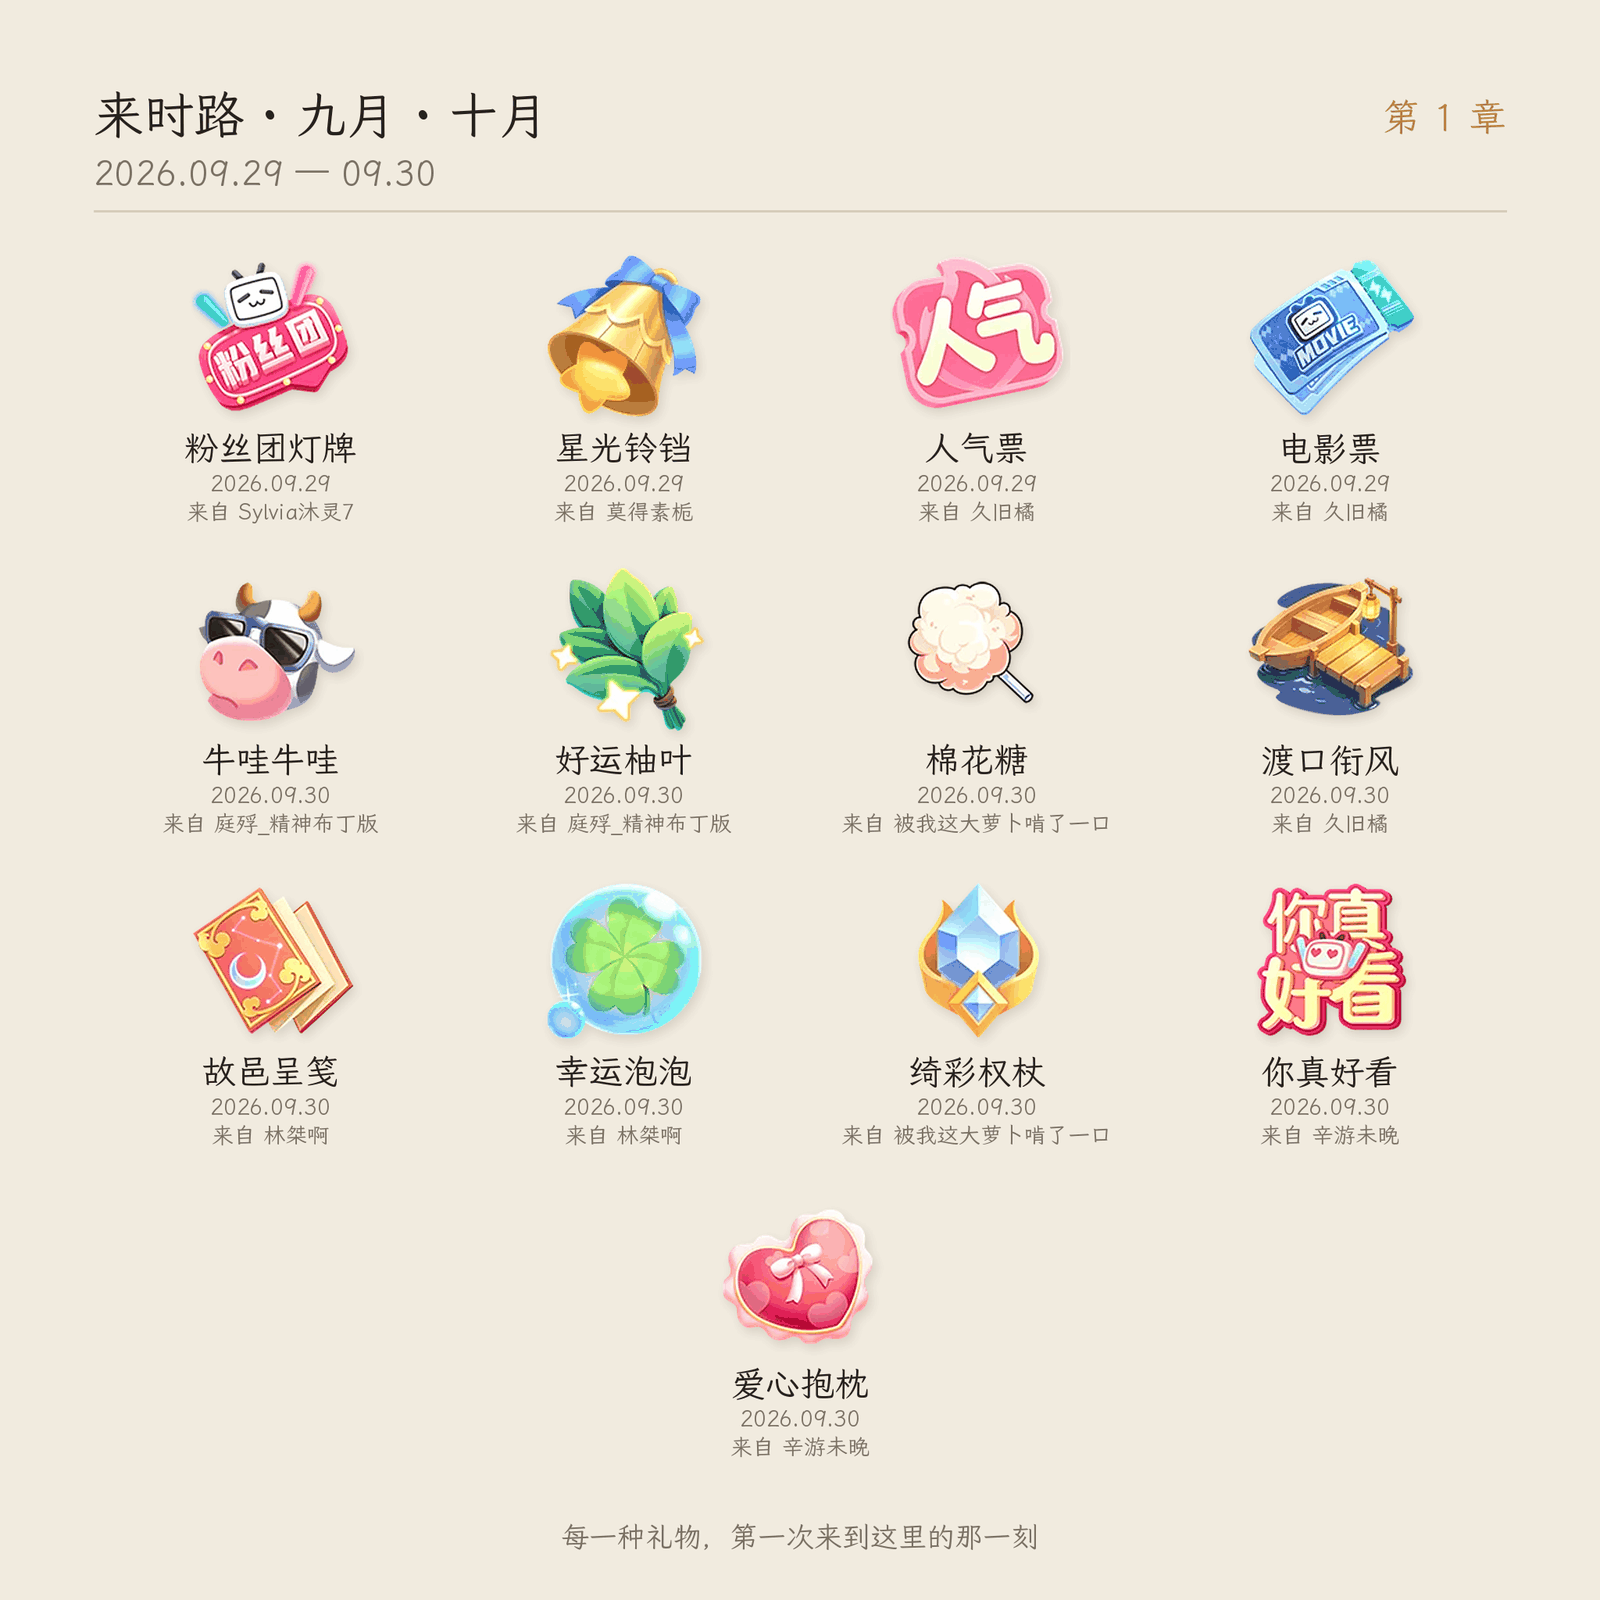 来时路·九月·十月
第 1 章
2026.09.29 — 09.30
粉丝团
人气
MOVIE
粉丝团灯牌
星光铃铛
人气票
电影票
2026.09.29
2026.09.29
2026.09.29
2026.09.29
来自 Sylvia沐灵7
来自 莫得素栀
来自 久旧橘
来自 久旧橘
牛哇牛哇
好运柚叶
棉花糖
渡口衔风
2026.09.30
2026.09.30
2026.09.30
2026.09.30
来自 庭殍_精神布丁版
来自 庭殍_精神布丁版
来自 被我这大萝卜啃了一口
来自 久旧橘
你真
好看
故邑呈笺
幸运泡泡
绮彩权杖
你真好看
2026.09.30
2026.09.30
2026.09.30
2026.09.30
来自 林桀啊
来自 林桀啊
来自 被我这大萝卜啃了一口
来自 辛游未晚
爱心抱枕
2026.09.30
来自 辛游未晚
每一种礼物，第一次来到这里的那一刻